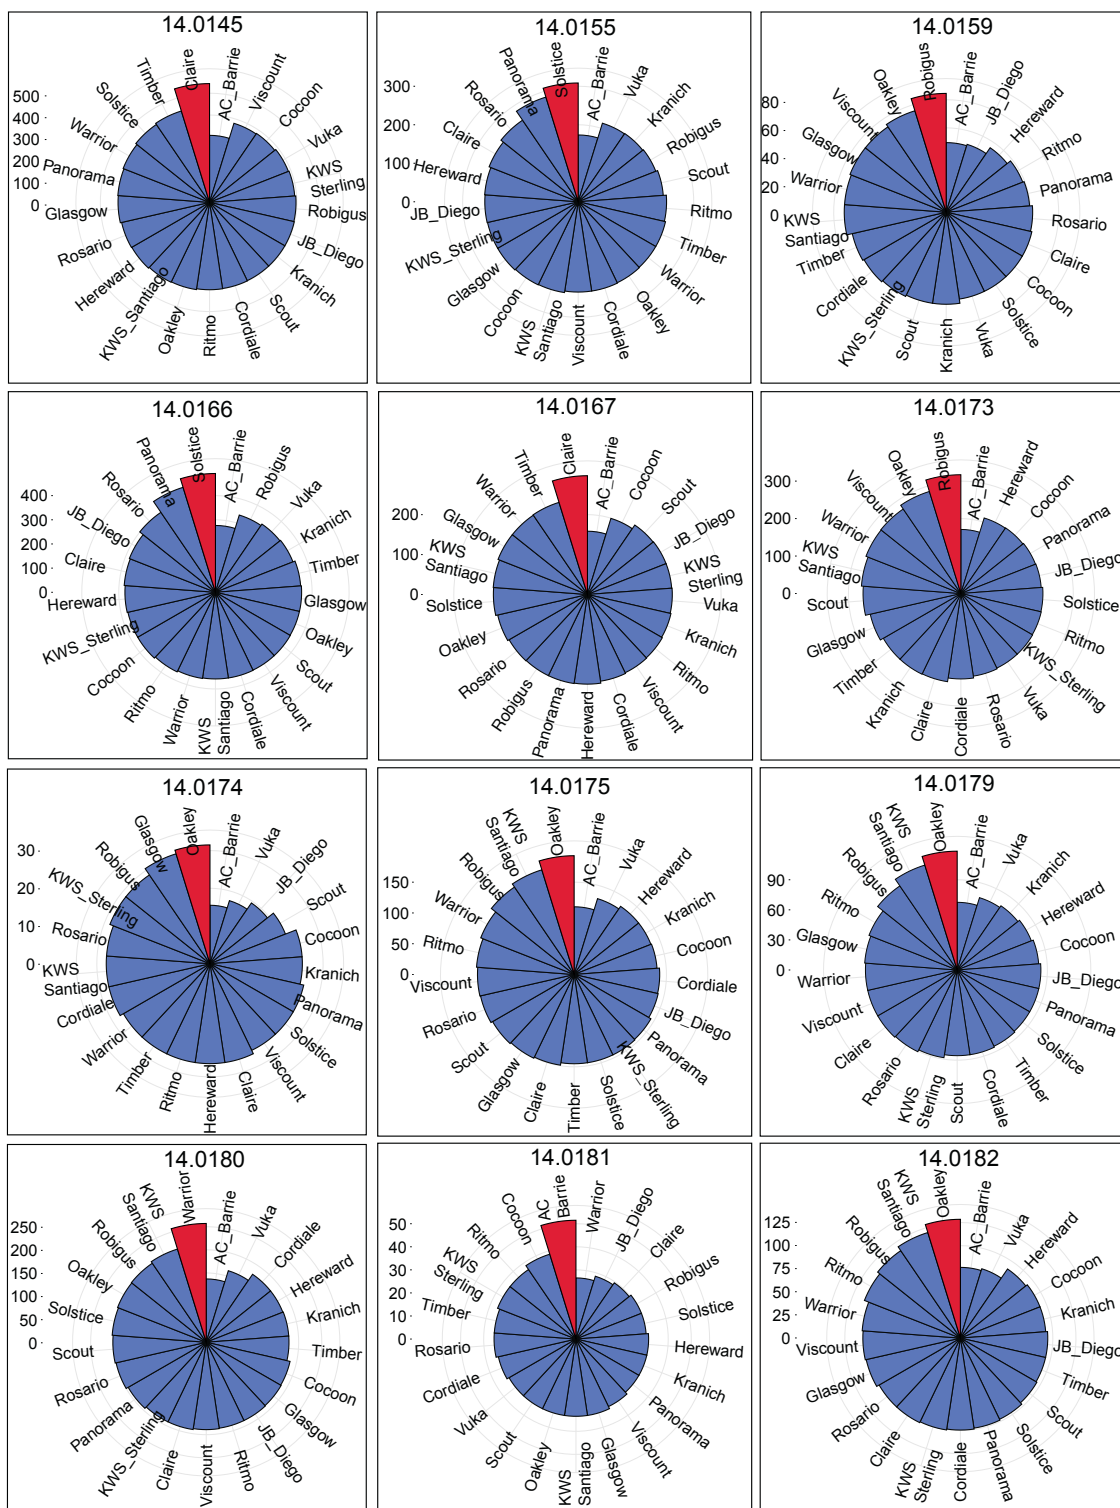 14.0145
500
400
300
200
100
0
Claire
AC_Barrie
Viscount
Cocoon
Vuka
KWS
Sterling
Robigus
JB_Diego
Kranich
Scout
Cordiale
Ritmo
Oakley
KWS_Santiago
Hereward
Rosario
Glasgow
Panorama
Warrior
Solstice
Timber
14.0155
300
200
100
0
Solstice
AC_Barrie
Vuka
Kranich
Robigus
Scout
Ritmo
Timber
Warrior
Oakley
Cordiale
Viscount
KWS
Santiago
Cocoon
Glasgow
KWS_Sterling
JB_Diego
Hereward
Claire
Rosario
Panorama
14.0159
80
60
40
20
0
Robigus
AC_Barrie
JB_Diego
Hereward
Ritmo
Panorama
Rosario
Claire
Cocoon
Solstice
Vuka
Kranich
Scout
KWS_Sterling
Cordiale
Timber
KWS
Santiago
Warrior
Glasgow
Viscount
Oakley
14.0166
400
300
200
100
0
Solstice
AC_Barrie
Robigus
Vuka
Kranich
Timber
Glasgow
Oakley
Scout
Viscount
Cordiale
KWS
Santiago
Warrior
Ritmo
Cocoon
KWS_Sterling
Hereward
Claire
JB_Diego
Rosario
Panorama
14.0167
200
100
0
Claire
AC_Barrie
Cocoon
Scout
JB_Diego
KWS
Sterling
Vuka
Kranich
Ritmo
Viscount
Cordiale
Hereward
Panorama
Robigus
Rosario
Oakley
Solstice
KWS
Santiago
Glasgow
Warrior
Timber
14.0173
300
200
100
0
Robigus
AC_Barrie
Hereward
Cocoon
Panorama
JB_Diego
Solstice
Ritmo
KWS_Sterling
Vuka
Rosario
Cordiale
Claire
Kranich
Timber
Glasgow
Scout
KWS
Santiago
Warrior
Viscount
Oakley
14.0174
30
20
10
0
Oakley
AC_Barrie
Vuka
JB_Diego
Scout
Cocoon
Kranich
Panorama
Solstice
Viscount
Claire
Hereward
Ritmo
Timber
Warrior
Cordiale
KWS
Santiago
Rosario
KWS_Sterling
Robigus
Glasgow
14.0175
150
100
50
0
Oakley
AC_Barrie
Vuka
Hereward
Kranich
Cocoon
Cordiale
JB_Diego
Panorama
KWS_Sterling
Solstice
Timber
Claire
Glasgow
Scout
Rosario
Viscount
Ritmo
Warrior
Robigus
KWS
Santiago
14.0179
90
60
30
0
Oakley
AC_Barrie
Vuka
Kranich
Hereward
Cocoon
JB_Diego
Panorama
Solstice
Timber
Cordiale
Scout
KWS
Sterling
Rosario
Claire
Viscount
Warrior
Glasgow
Ritmo
Robigus
KWS
Santiago
14.0180
250
200
150
100
50
0
Warrior
AC_Barrie
Vuka
Cordiale
Hereward
Kranich
Timber
Cocoon
Glasgow
JB_Diego
Ritmo
Viscount
Claire
KWS_Sterling
Panorama
Rosario
Scout
Solstice
Oakley
Robigus
KWS
Santiago
14.0181
50
40
30
20
10
0
AC
Barrie
Warrior
JB_Diego
Claire
Robigus
Solstice
Hereward
Kranich
Panorama
Viscount
Glasgow
KWS
Santiago
Oakley
Scout
Vuka
Cordiale
Rosario
Timber
KWS
Sterling
Ritmo
Cocoon
14.0182
125
100
75
50
25
0
Oakley
AC_Barrie
Vuka
Hereward
Cocoon
Kranich
JB_Diego
Timber
Scout
Solstice
Panorama
Cordiale
KWS
Sterling
Claire
Rosario
Glasgow
Viscount
Warrior
Ritmo
Robigus
KWS
Santiago